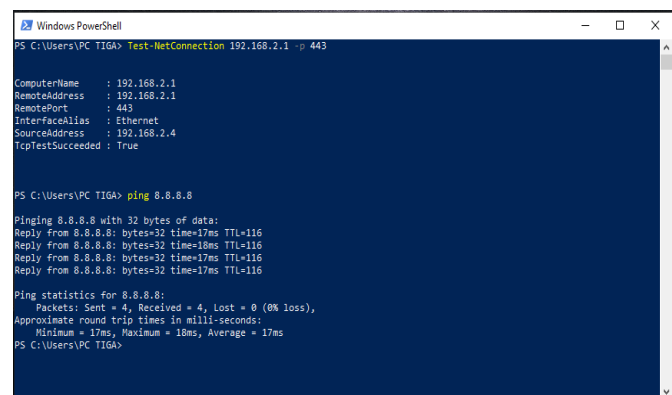 Windows PowerShell
PS C:\Users\PC TIGA> Test-NetConnection 192.168.2.1 -p 443
ComputerName : 192.168.2.1
RemoteAddress : 192.168.2.1
RemotePort : 443
InterfaceAlias : Ethernet
SourceAddress : 192.168.2.4
TcpTestSucceeded : True
PS C:\Users\PC TIGA> ping 8.8.8.8
Pinging 8.8.8.8 with 32 bytes of data:
Reply from 8.8.8.8: bytes=32 time=17ms TTL=116
Reply from 8.8.8.8: bytes=32 time=18ms TTL=116
Reply from 8.8.8.8: bytes=32 time=17ms TTL=116
Reply from 8.8.8.8: bytes=32 time=17ms TTL=116
Ping statistics for 8.8.8.8:
Packets: Sent = 4, Received = 4, Lost = 0 (0% loss),
Approximate round trip times in milli-seconds:
Minimum = 17ms, Maximum = 18ms, Average = 17ms
PS C:\Users\PC TIGA>